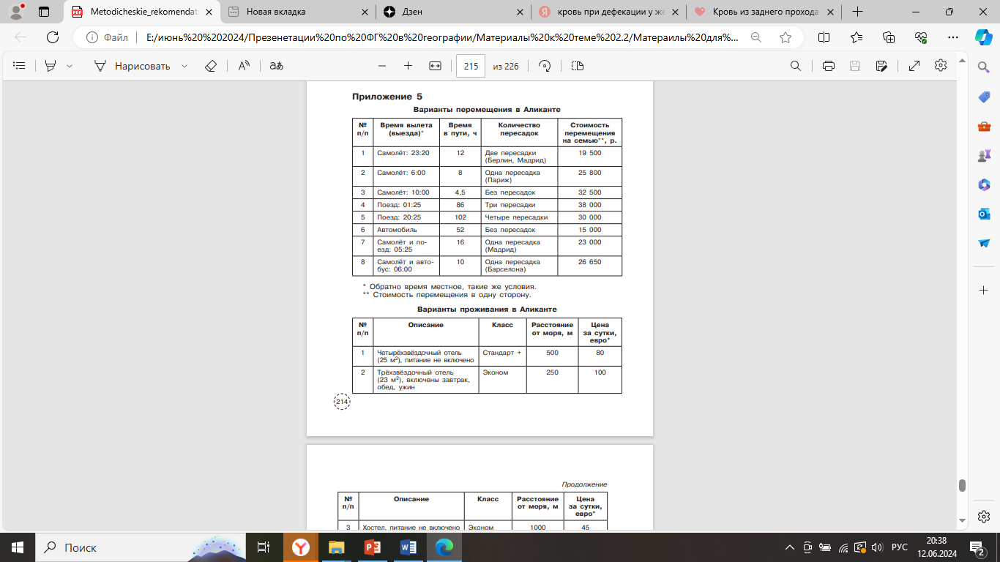 Metodicheskie_rekomendat
Новая вкладка
Дзен
кровь при дефекации у же
Кровь из заднего прохода
Файл
E:/июнь%20%202024/Презенетации%20по%20ФГ%20в%20географии/Материалы%20к%20теме%202.2/Матераилы%20для%...
Нарисовать
аあ
215 из 226
Приложение 5
Варианты перемещения в Аликанте
№ п/п Время вылета (выезда)* Время в пути, ч Количество пересадок Стоимость перемещения на семью**, р.
1 Самолёт: 23:20 12 Две пересадки (Берлин, Мадрид) 19 500
2 Самолёт: 6:00 8 Одна пересадка (Париж) 25 800
3 Самолёт: 10:00 4,5 Без пересадок 32 500
4 Поезд: 01:25 86 Три пересадки 38 000
5 Поезд: 20:25 102 Четыре пересадки 30 000
6 Автомобиль 52 Без пересадок 15 000
7 Самолёт и по-
езд: 05:25 16 Одна пересадка (Мадрид) 23 000
8 Самолёт и авто-
бус: 06:00 10 Одна пересадка (Барселона) 26 650
* Обратно время местное, такие же условия.
** Стоимость перемещения в одну сторону.
Варианты проживания в Аликанте
№ п/п Описание Класс Расстояние от моря, м Цена за сутки, евро*
1 Четырёхзвёздочный отель (25 м²), питание не включено Стандарт + 500 80
2 Трёхзвёздочный отель (23 м²), включены завтрак, обед, ужин Эконом 250 100
214
Продолжение
№ п/п Описание Класс Расстояние от моря, м Цена за сутки, евро*
3 Хостел, питание не включено Эконом 1000 45
Поиск
РУС
20:38
12.06.2024
2